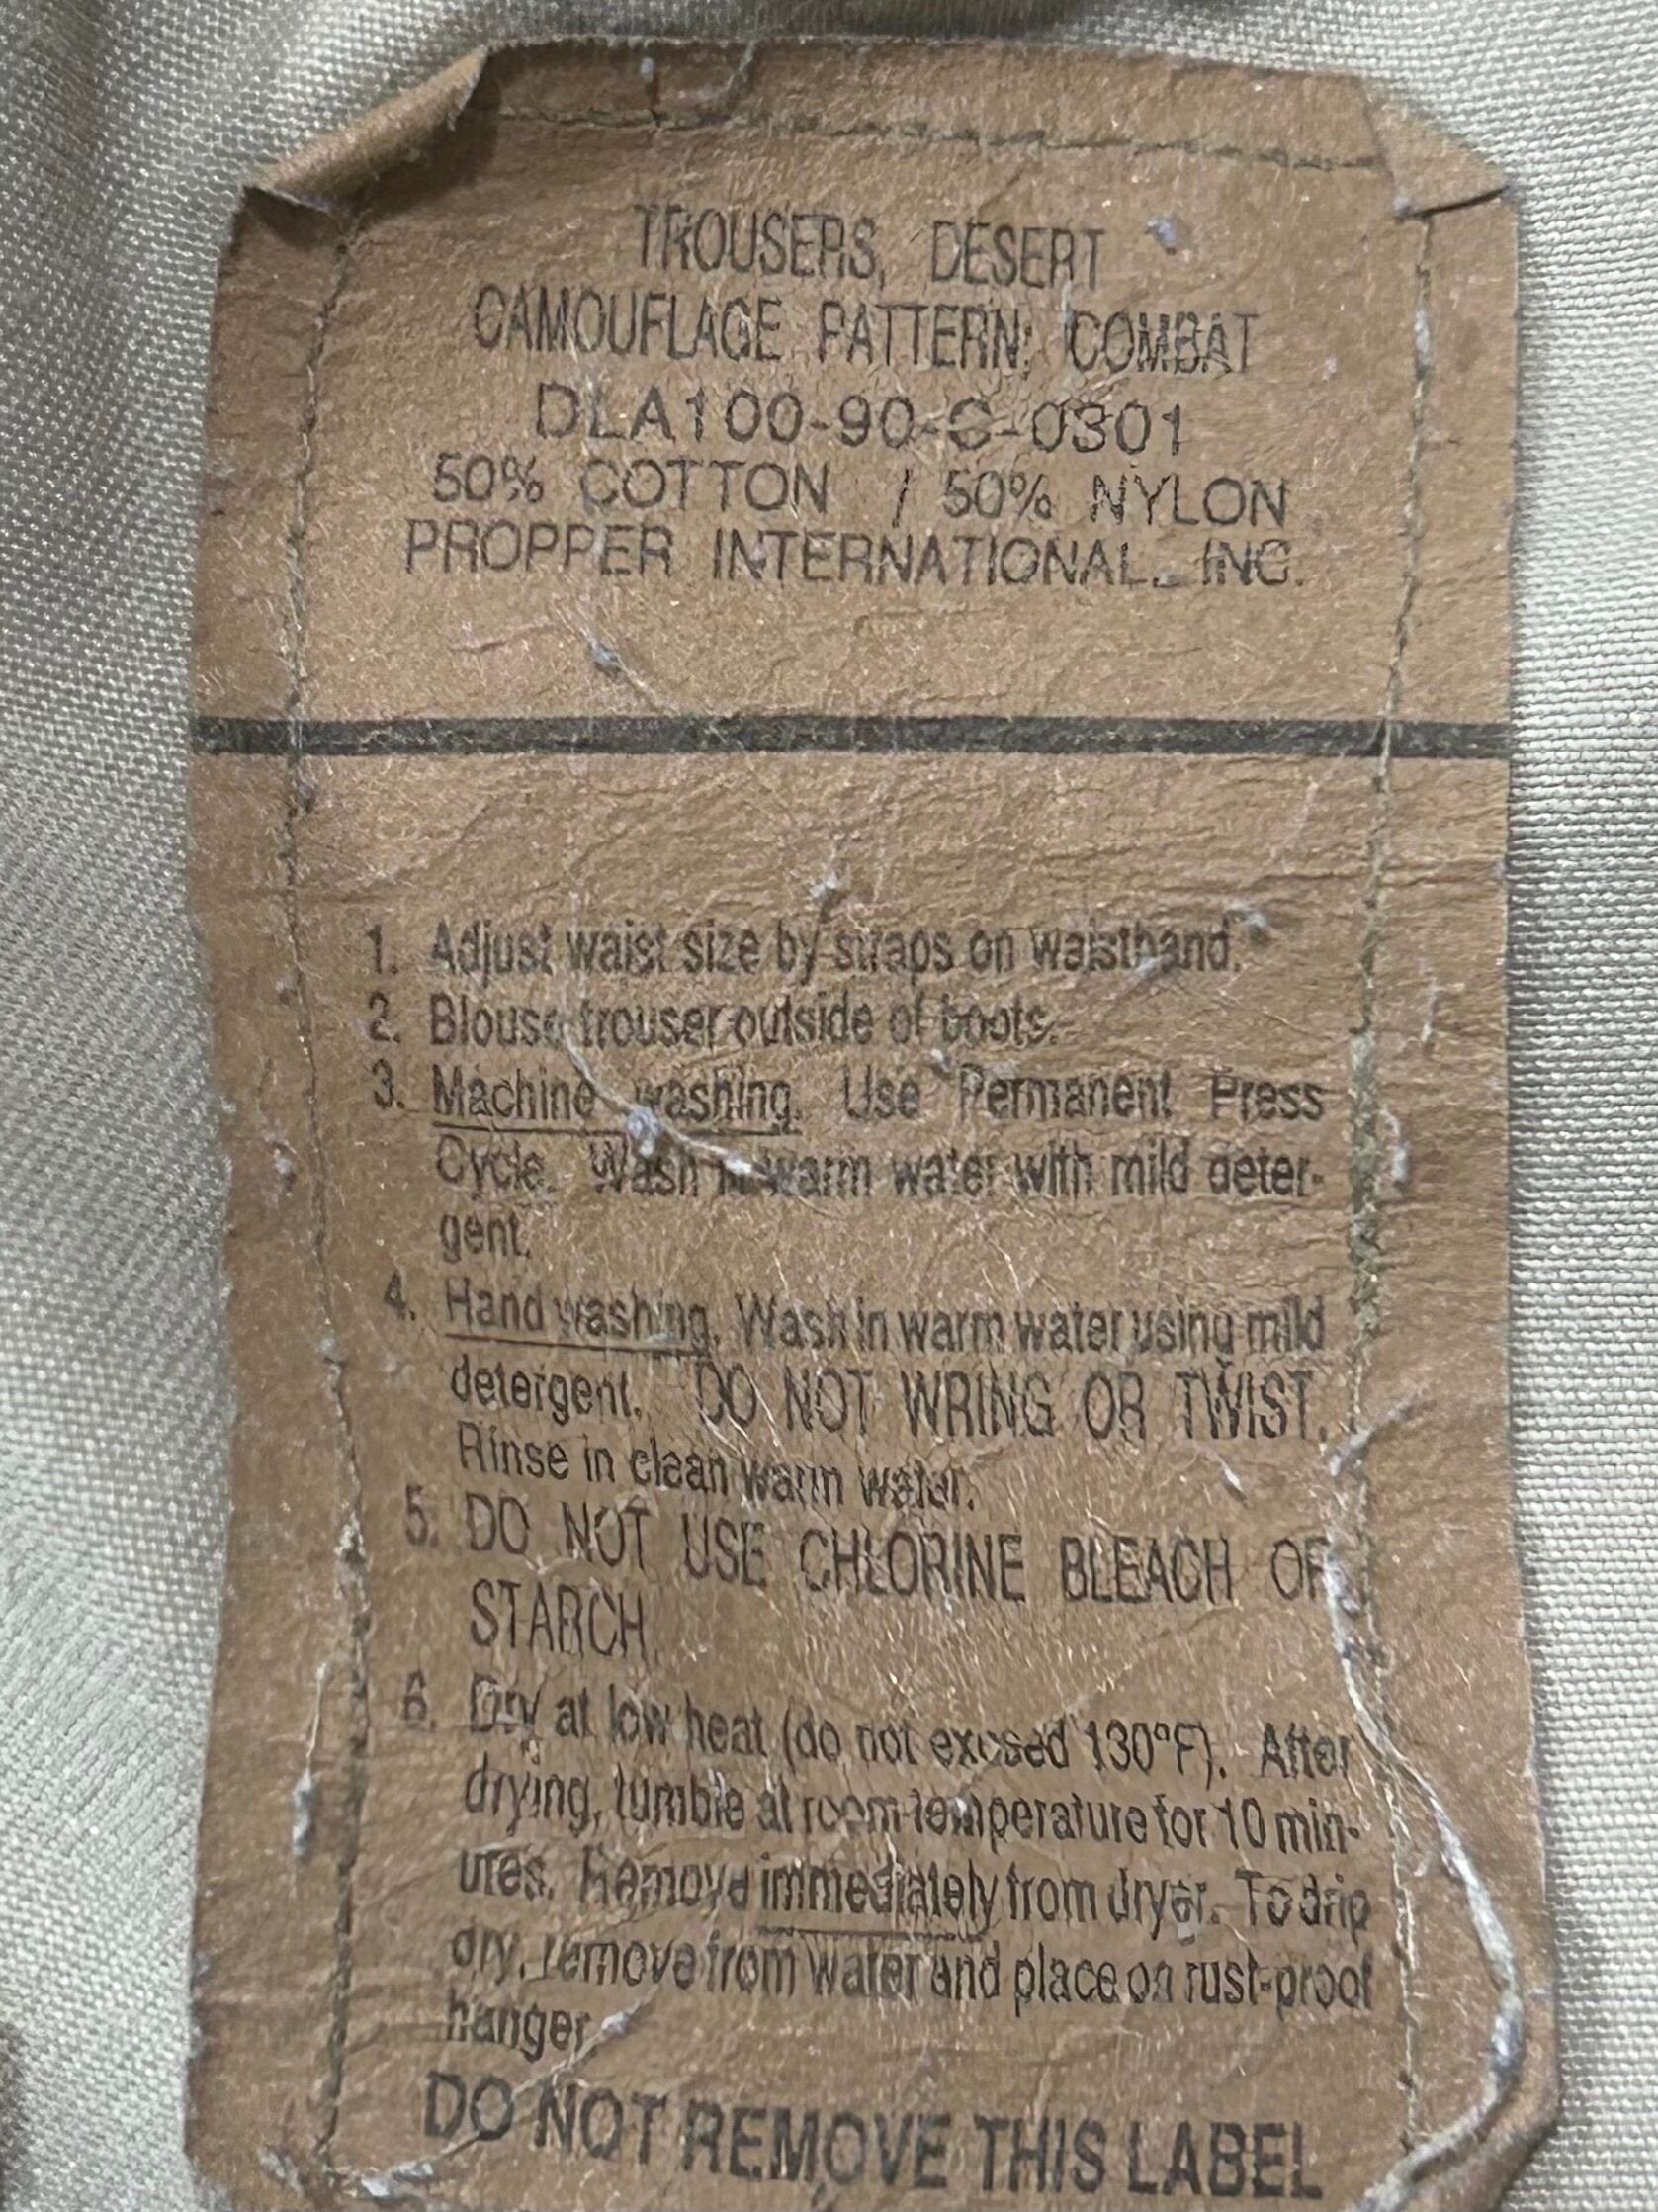 TROUSERS, DESERT
CAMOUFLAGE PATTERN; COMBAT
DLA100-90-C-0301
50% COTTON / 50% NYLON
PROPPER INTERNATIONAL, INC.
1. Adjust waist size by straps on waistband.
2. Blouse trouser outside of boots.
3. Machine washing. Use Permanent Press
Cycle. Wash in warm water with mild deter-
gent.
4. Hand washing. Wash in warm water using mild
detergent. DO NOT WRING OR TWIST.
Rinse in clean warm water.
5. DO NOT USE CHLORINE BLEACH OR
STARCH.
6. Dry at low heat (do not exceed 130°F). After
drying, tumble at room temperature for 10 min-
utes. Remove immediately from dryer. To drip
dry, remove from water and place on rust-proof
hanger.
DO NOT REMOVE THIS LABEL